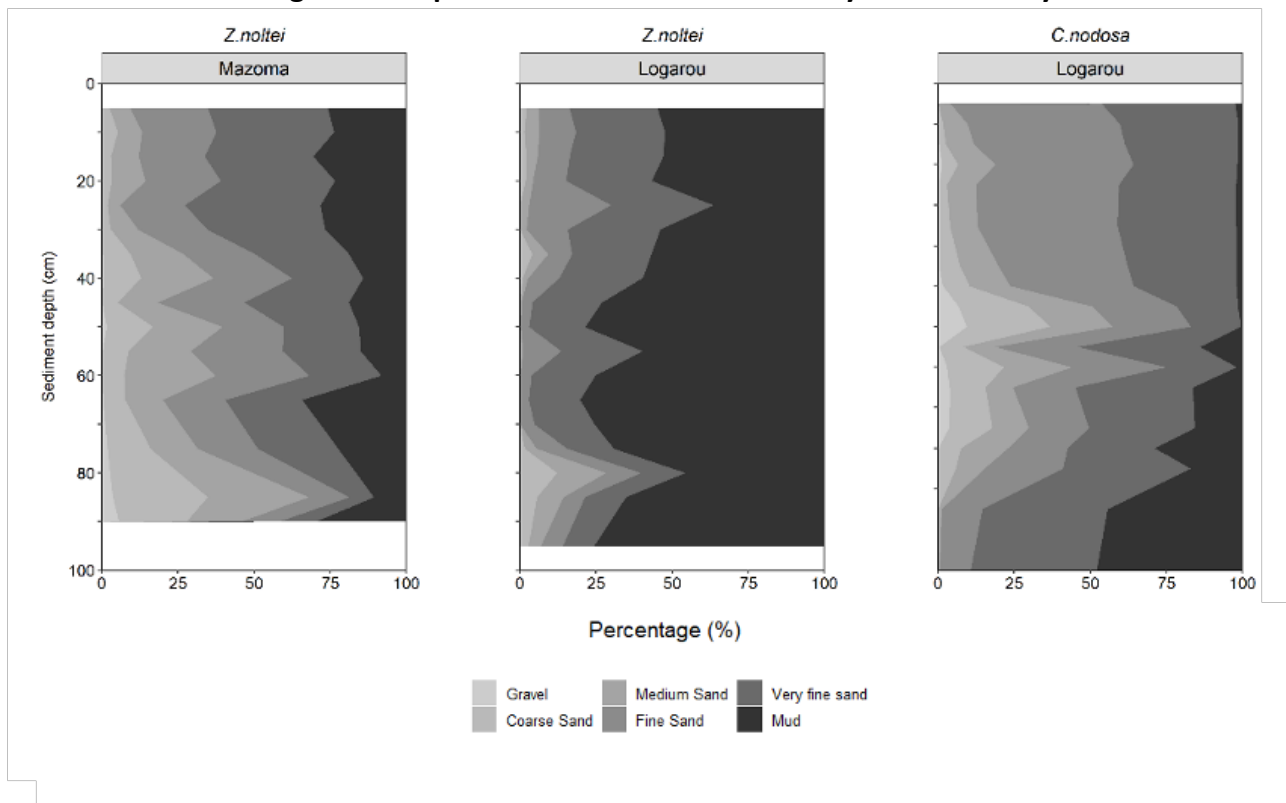 Z.noltei Z.noltei C.nodosa
Mazoma Logarou Logarou
0
20
40
60
80
100
Sediment depth (cm)
0 25 50 75 100 0 25 50 75 100 0 25 50 75 100
Percentage (%)
Gravel Medium Sand Very fine sand
Coarse Sand Fine Sand Mud